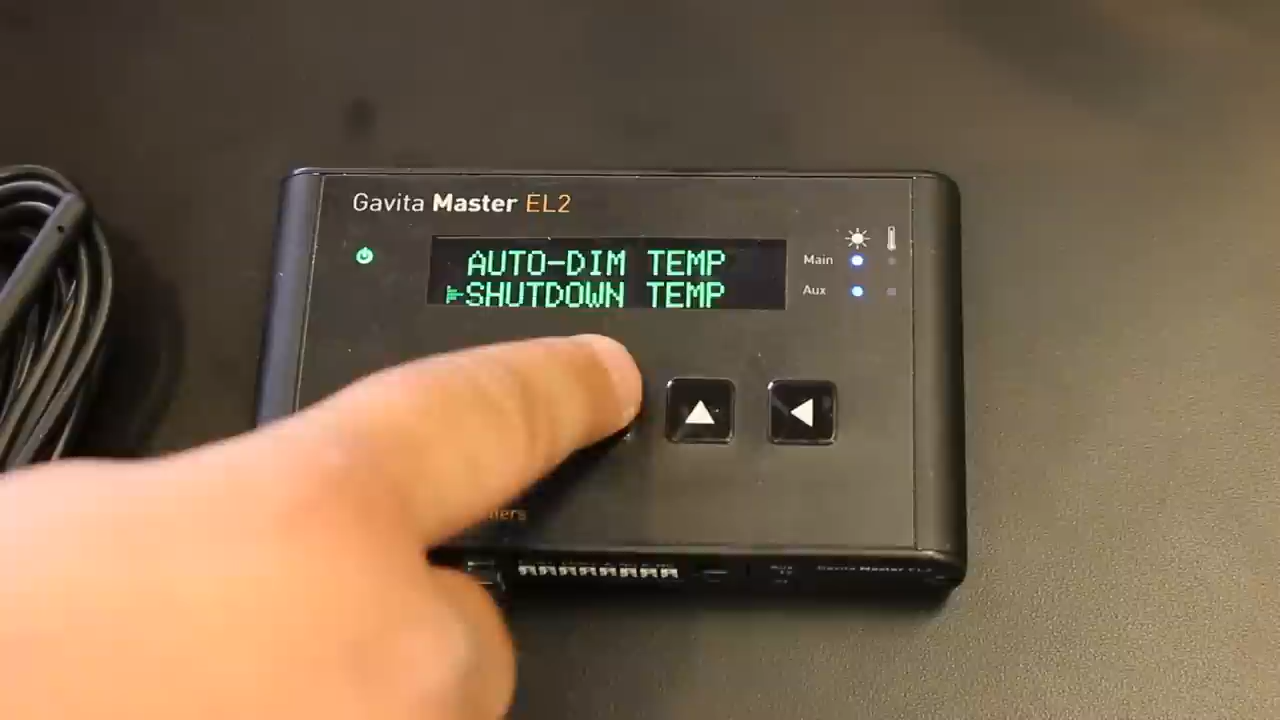 Gavita Master EL2
AUTO-DIM TEMP
SHUTDOWN TEMP
Main
Aux
Gavita Master EL2